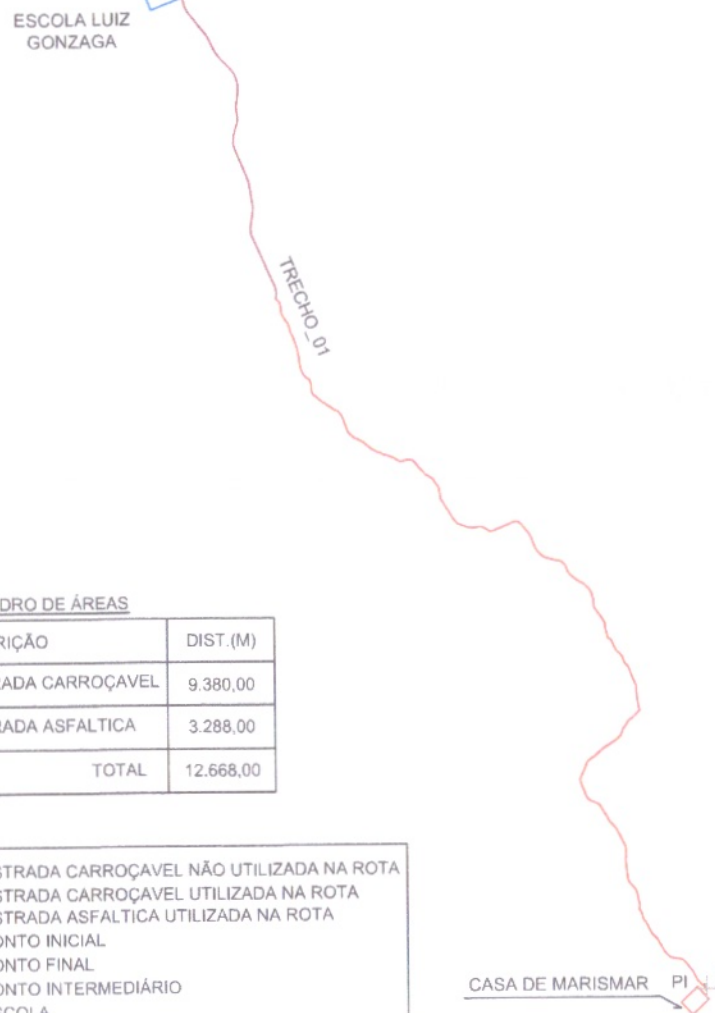 ESCOLA LUIZ
GONZAGA
TRECHO_01
DRO DE ÁREAS
RIÇÃO DIST.(M)
ADA CARROÇAVEL 9.380,00
ADA ASFALTICA 3.288,00
TOTAL 12.668,00
STRADA CARROÇAVEL NÃO UTILIZADA NA ROTA
STRADA CARROÇAVEL UTILIZADA NA ROTA
STRADA ASFALTICA UTILIZADA NA ROTA
ONTO INICIAL
ONTO FINAL
ONTO INTERMEDIÁRIO
SCOLA
CASA DE MARISMAR PI